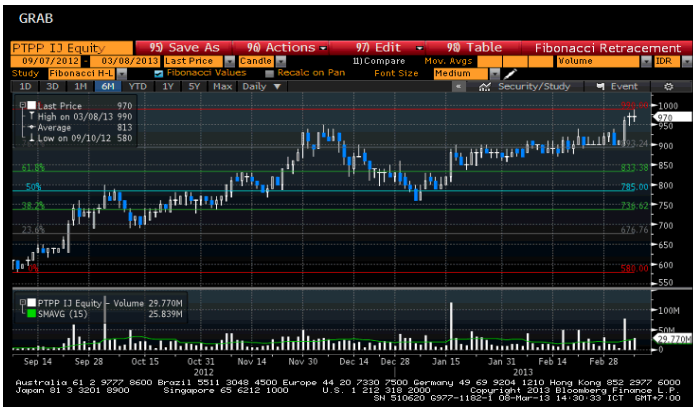 GRAB
PTPP IJ Equity 95) Save As 96) Actions 97) Edit 98) Table Fibonacci Retracement
09/07/2012 - 03/08/2013 Last Price Candle 11)Compare Mov. Avgs Volume IDR
Study Fibonacci H-L Fibonacci Values Recalc on Pan Font Size Medium
1D 3D 1M 6M YTD 1Y 5Y Max Daily « Security/Study Event
Last Price 970
High on 03/08/13 990
Average 813
Low on 09/10/12 580
1000
970
950
900
893.24
850
61.8% 833.38
800
50% 785.00
750
38.2% 736.62
700
23.6% 676.76
650
600
0% 580.00
550
PTPP IJ Equity - Volume 29.770M
SMAVG (15) 25.839M
100M
50M
29.770M
Sep 14 Sep 28 Oct 15 Oct 31 Nov 14 Nov 30 Dec 14 Dec 28 Jan 15 Jan 31 Feb 14 Feb 28
2012 2013
Australia 61 2 9777 8600 Brazil 5511 3048 4500 Europe 44 20 7330 7500 Germany 49 69 9204 1210 Hong Kong 852 2977 6000
Japan 81 3 3201 8900 Singapore 65 6212 1000 U.S. 1 212 318 2000 Copyright 2013 Bloomberg Finance L.P.
SN 510620 G977-1182-1 08-Mar-13 14:30:33 ICT GMT+7:00